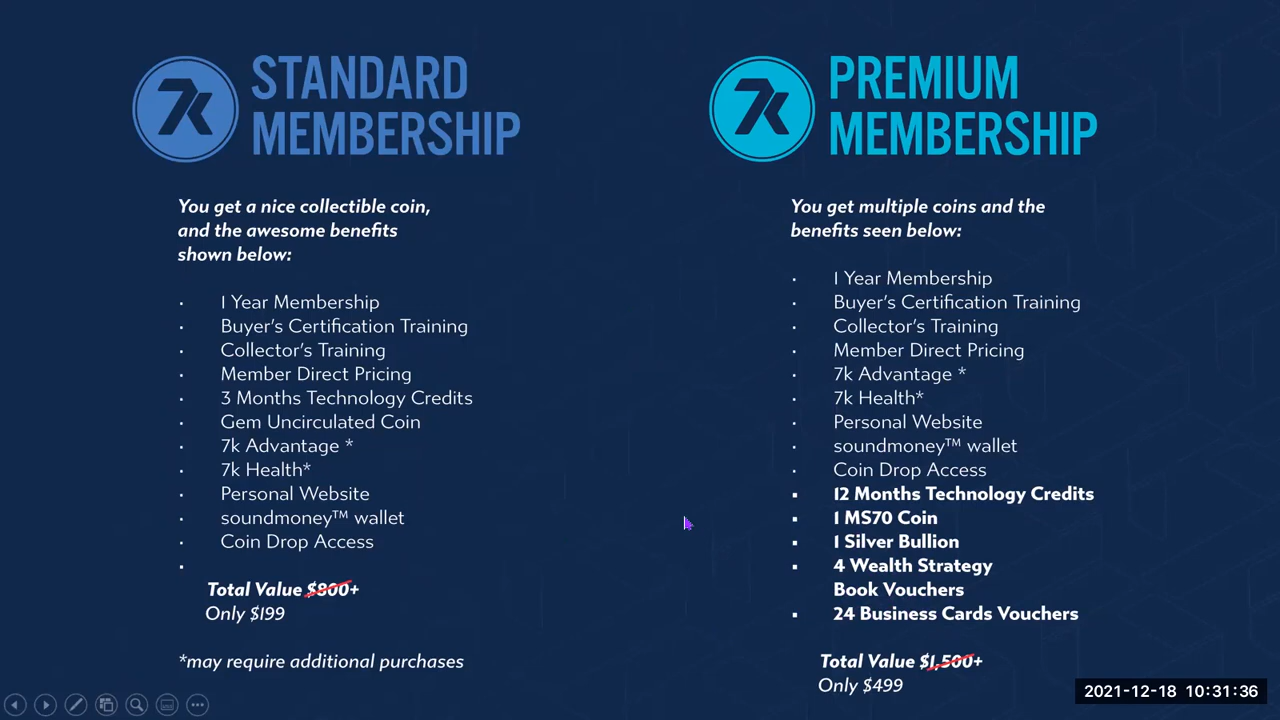 7k STANDARD
MEMBERSHIP
You get a nice collectible coin,
and the awesome benefits
shown below:
· 1 Year Membership
· Buyer's Certification Training
· Collector's Training
· Member Direct Pricing
· 3 Months Technology Credits
· Gem Uncirculated Coin
· 7k Advantage *
· 7k Health*
· Personal Website
· soundmoney™ wallet
· Coin Drop Access
·
Total Value $800+
Only $199
*may require additional purchases
7k PREMIUM
MEMBERSHIP
You get multiple coins and the
benefits seen below:
· 1 Year Membership
· Buyer's Certification Training
· Collector's Training
· Member Direct Pricing
· 7k Advantage *
· 7k Health*
· Personal Website
· soundmoney™ wallet
· Coin Drop Access
▪ 12 Months Technology Credits
▪ 1 MS70 Coin
▪ 1 Silver Bullion
▪ 4 Wealth Strategy
Book Vouchers
▪ 24 Business Cards Vouchers
Total Value $1,500+
Only $499
2021-12-18 10:31:36